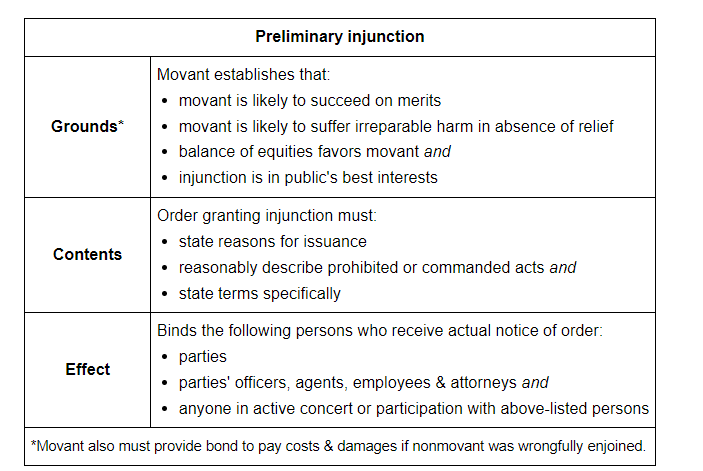 Preliminary injunction
Grounds*
Movant establishes that:
• movant is likely to succeed on merits
• movant is likely to suffer irreparable harm in absence of relief
• balance of equities favors movant and
• injunction is in public's best interests
Contents
Order granting injunction must:
• state reasons for issuance
• reasonably describe prohibited or commanded acts and
• state terms specifically
Effect
Binds the following persons who receive actual notice of order:
• parties
• parties' officers, agents, employees & attorneys and
• anyone in active concert or participation with above-listed persons
*Movant also must provide bond to pay costs & damages if nonmovant was wrongfully enjoined.